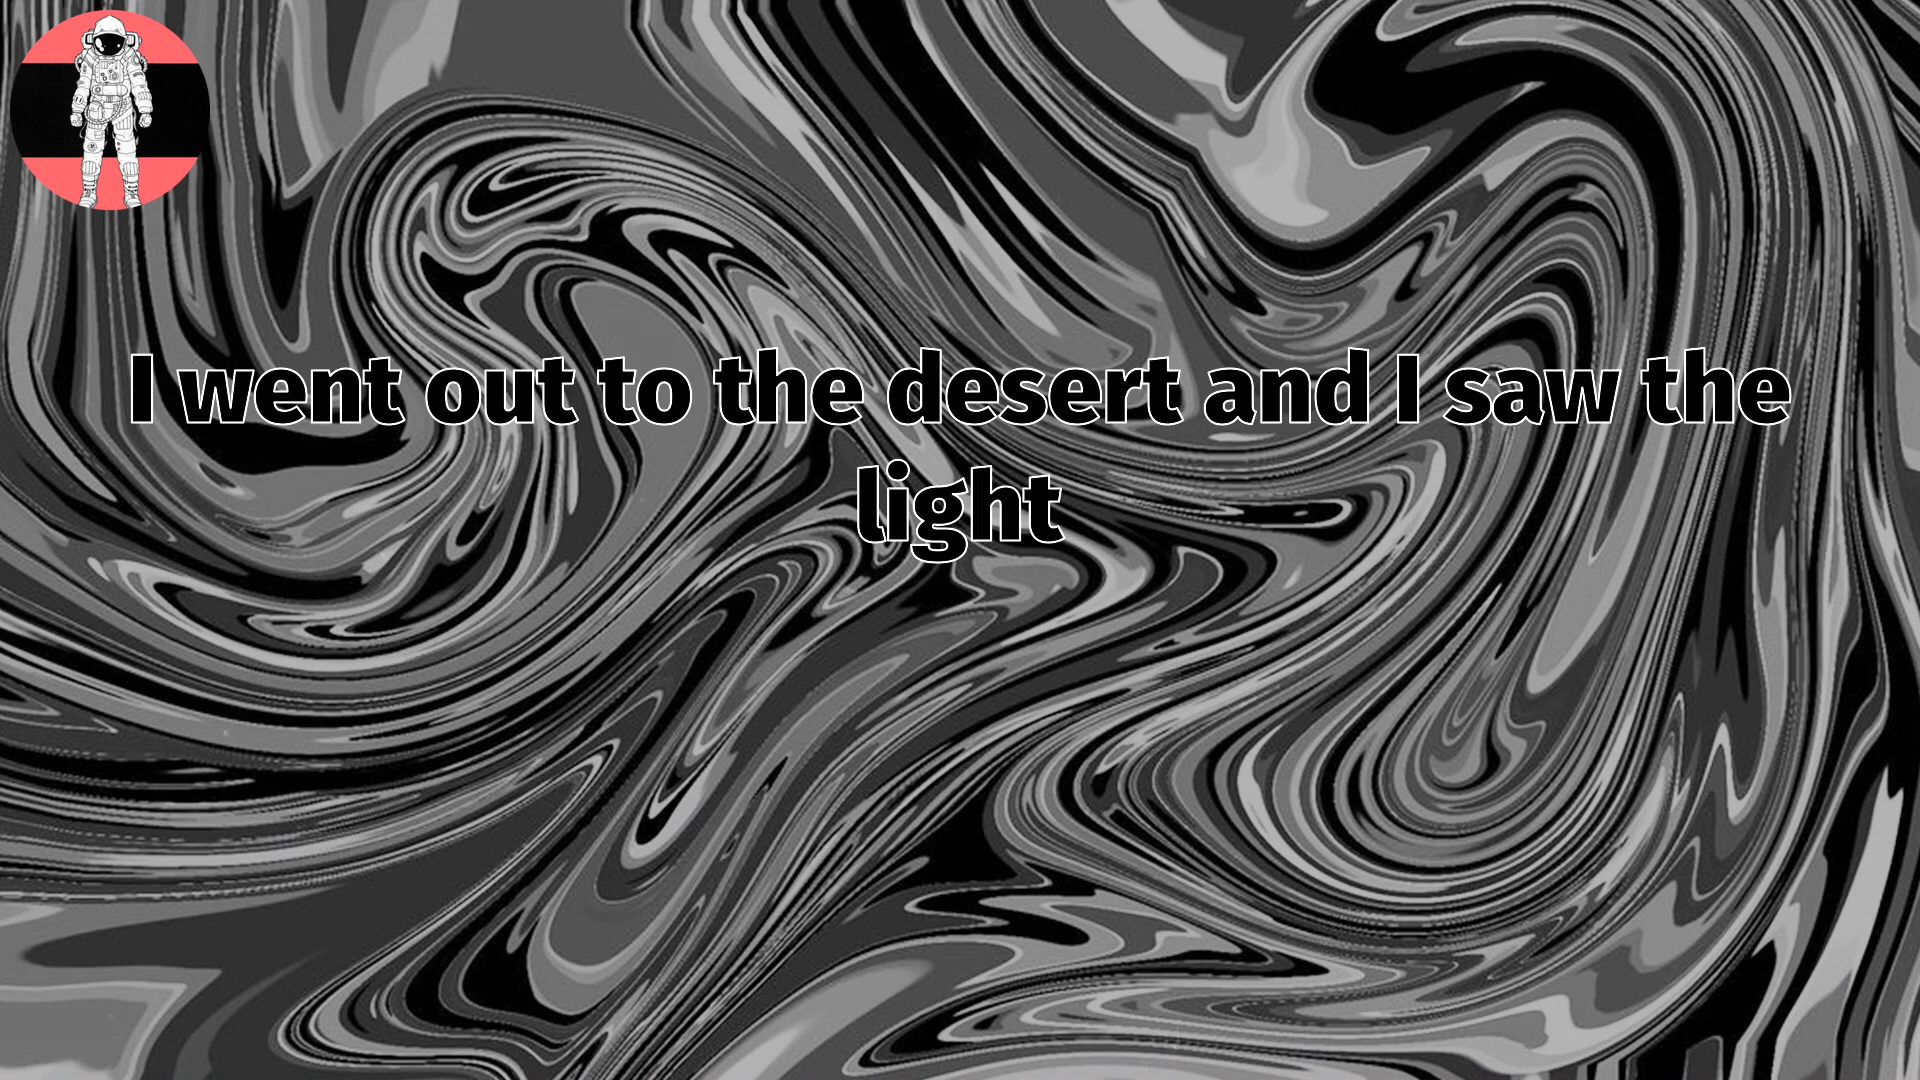 I went out to the desert and I saw the
light